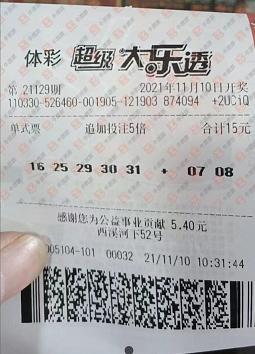 体彩 超级大乐透
第 21129期 2021年11月10日开奖
110330-526460-001905-121903 874094 +2UCiQ
单式票 追加投注5倍 合计15元
16 25 29 30 31 + 07 08
感谢您为公益事业贡献 5.40元
西溪河下52号
005104-101 00032 21/11/10 10:31:44